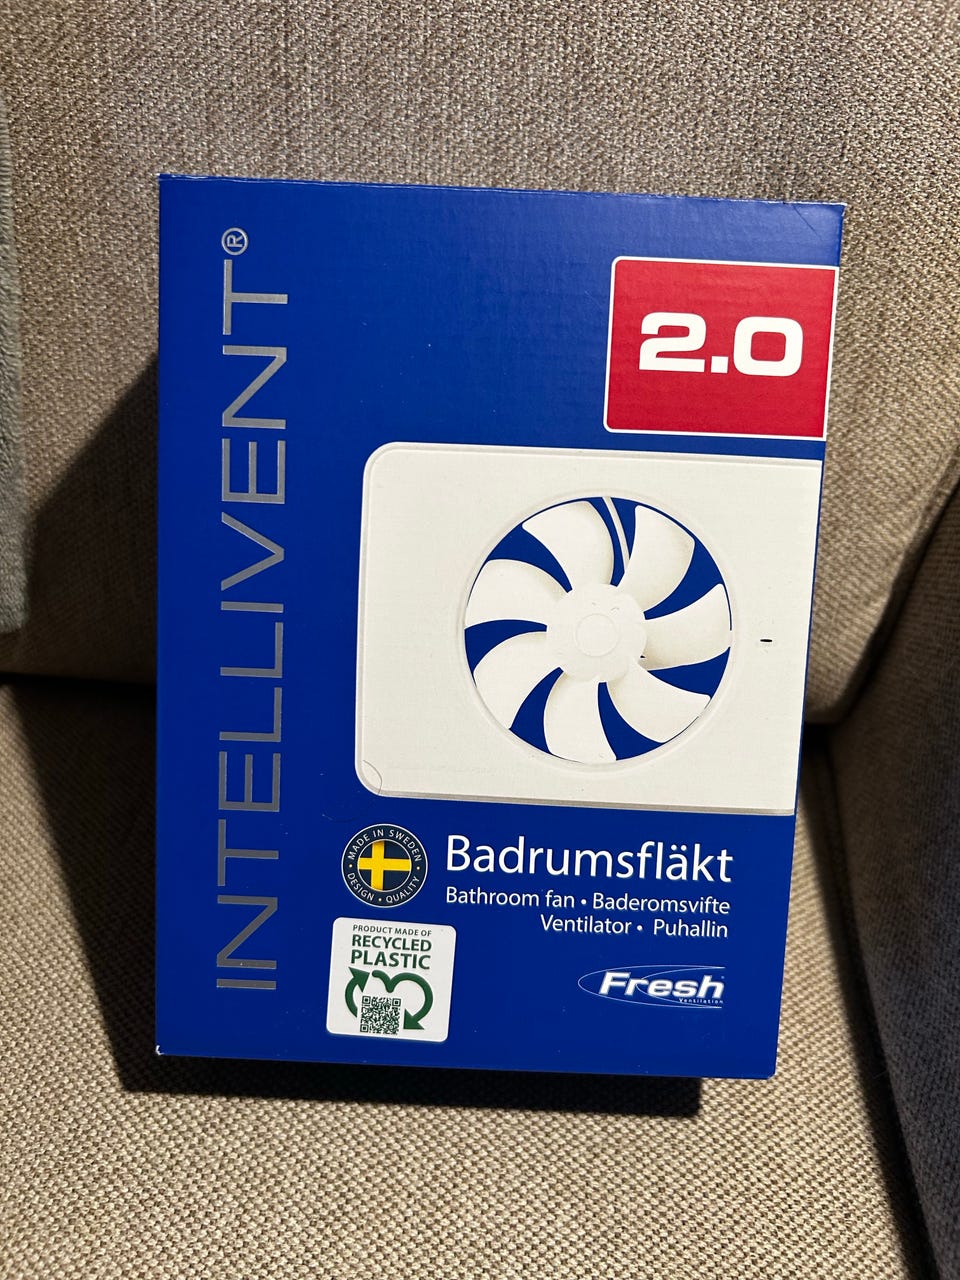 INTELLIVENT®
2.0
MADE IN SWEDEN
DESIGN • QUALITY
Badrumsfläkt
Bathroom fan • Baderomsvifte
Ventilator • Puhallin
PRODUCT MADE OF
RECYCLED
PLASTIC
Fresh
Ventilation